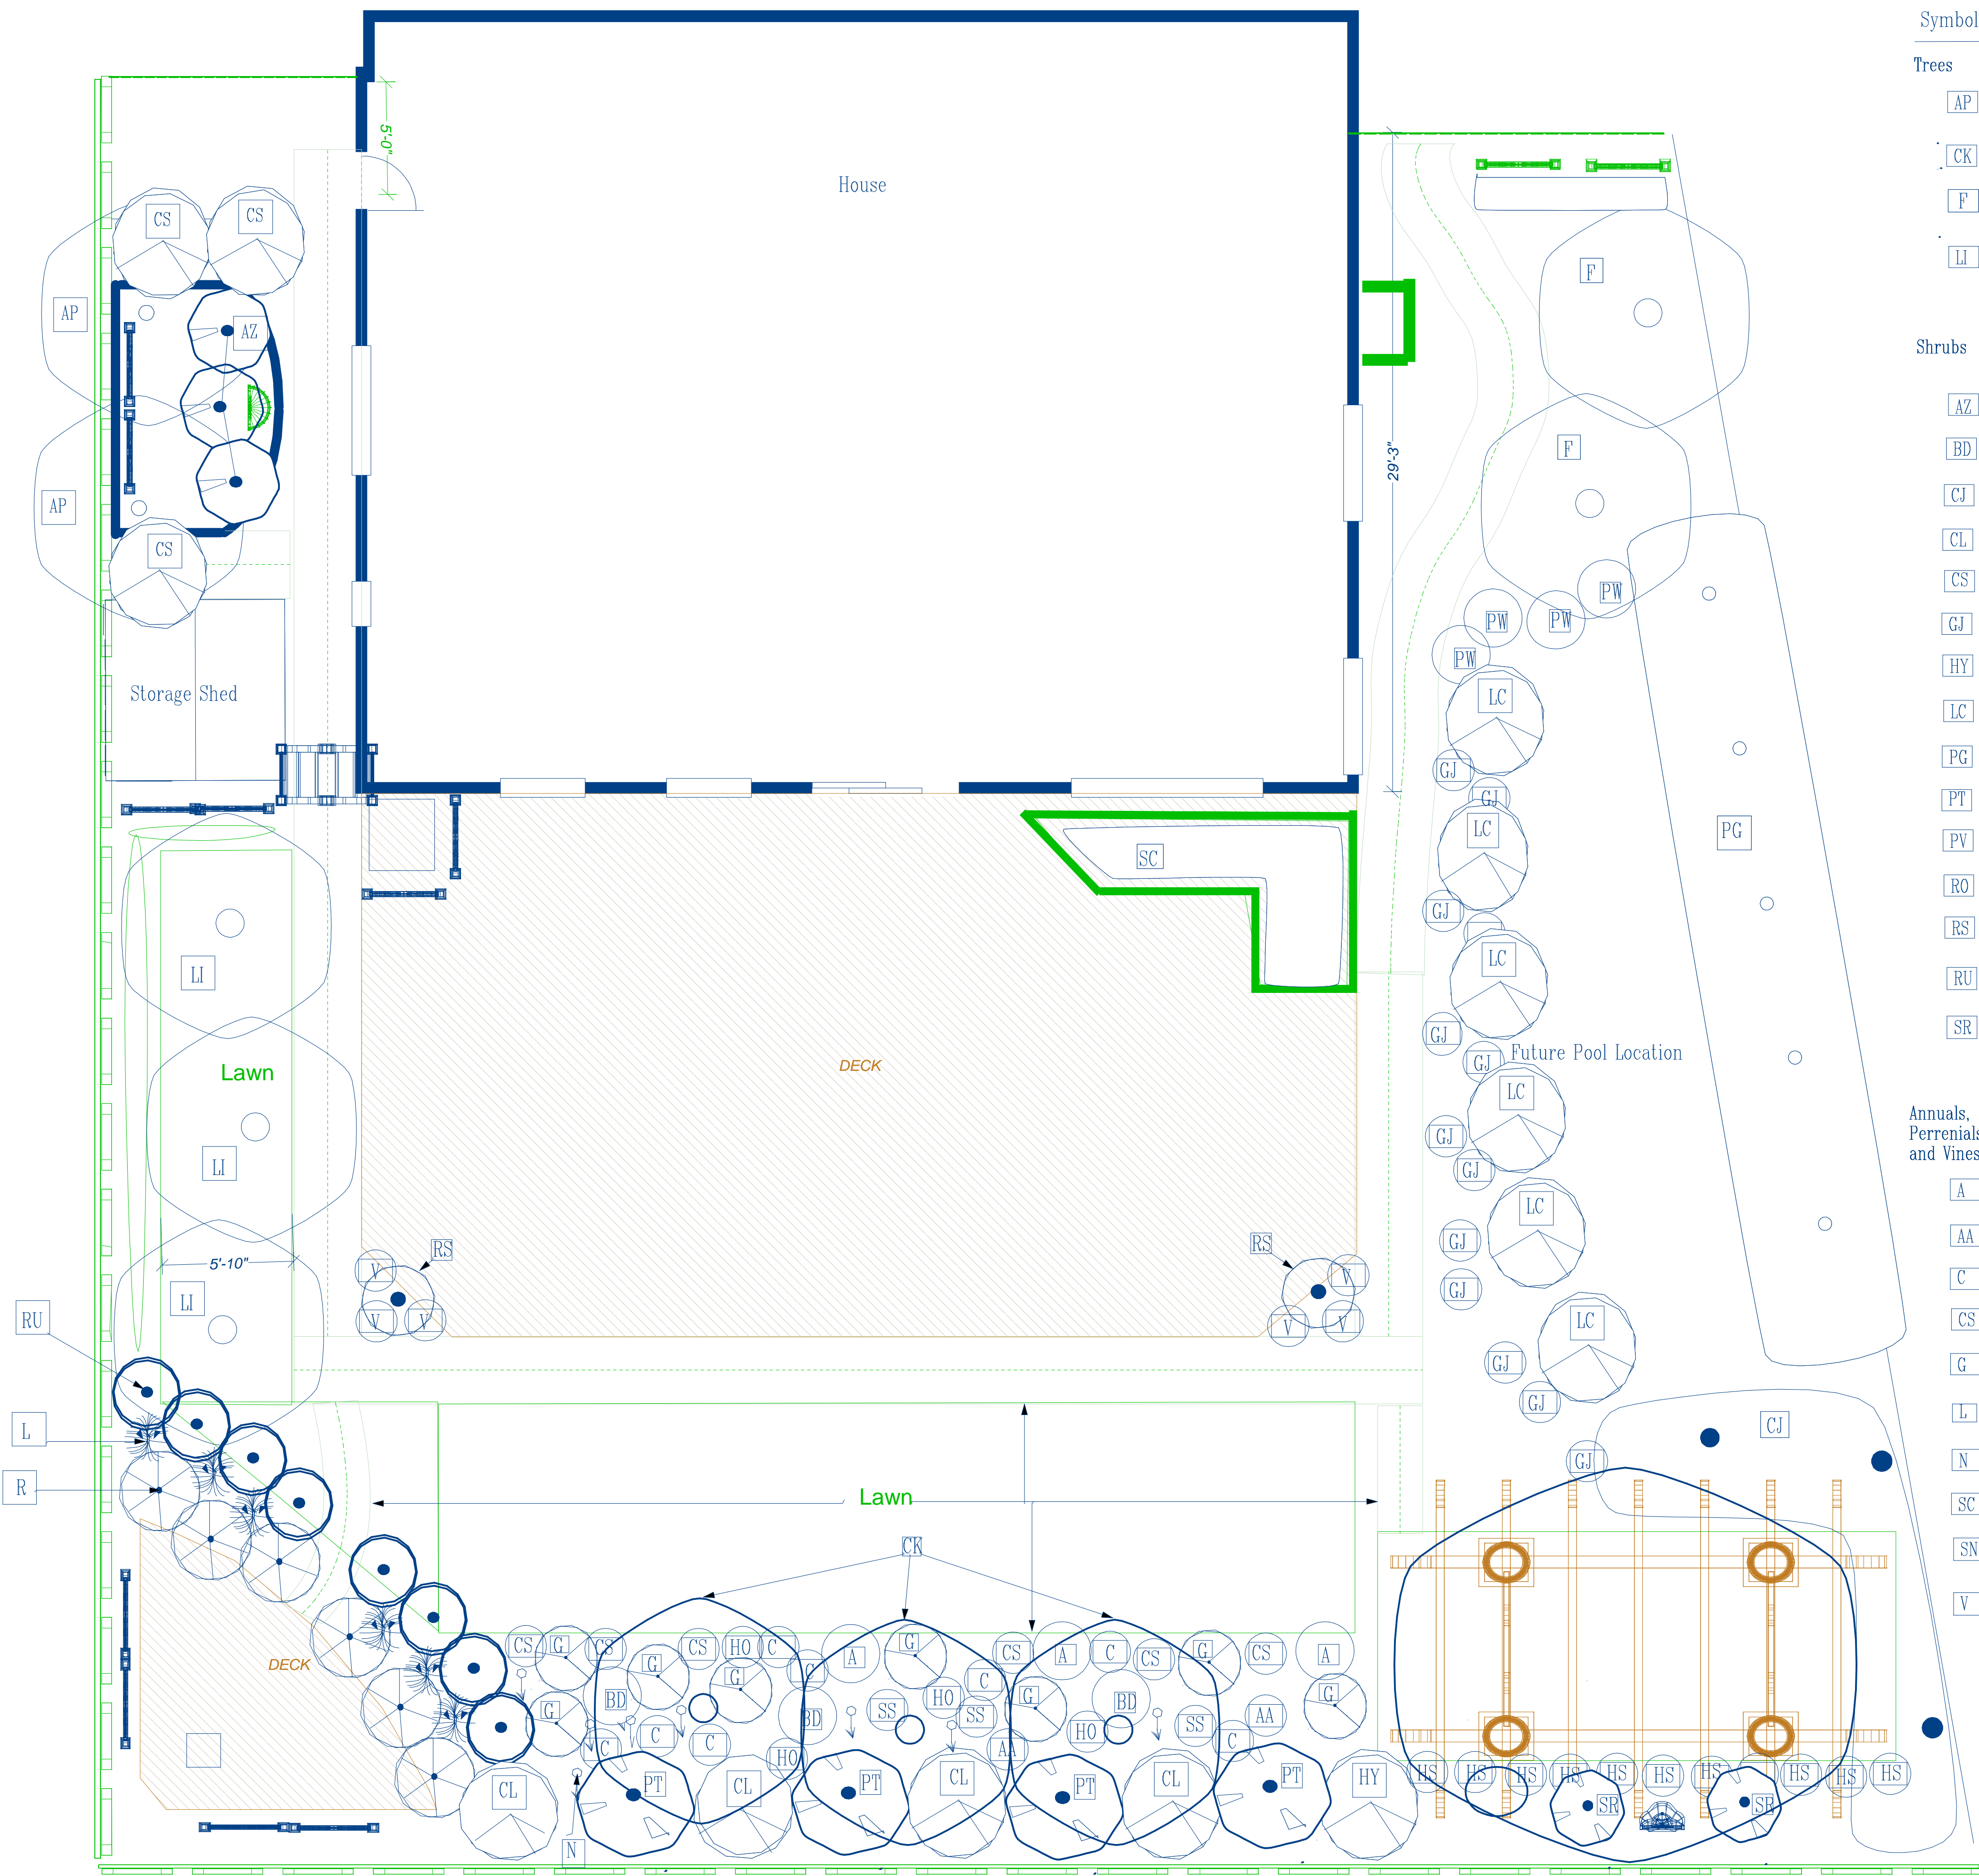 Symbol
Trees
AP
CK
F
LI
Shrubs
AZ
BD
CJ
CL
CS
GJ
HY
LC
PG
PT
PV
RO
RS
RU
SR
Annuals,
Perrenials
and Vines
A
AA
C
CS
G
L
N
SC
SN
V
House
5'-0"
29'-3"
CS
CS
AP
AZ
AP
CS
Storage Shed
F
F
PW
PW
PW
PW
LC
GJ
GJ
LC
PG
SC
GJ
LC
LI
GJ
Future Pool Location
GJ
DECK
Lawn
LC
GJ
LI
GJ
LC
RS
RS
GJ
5'-10"
V
V
GJ
LI
V
V
V
V
RU
LC
GJ
GJ
L
CJ
GJ
R
Lawn
CK
DECK
CS
G
CS
CS
HO
C
A
G
CS
A
C
CS
G
CS
A
G
G
C
C
BD
G
BD
SS
HO
SS
G
BD
SS
AA
G
C
C
C
HO
AA
HO
C
CL
PT
CL
PT
CL
PT
CL
PT
HY
HS
HS
HS
HS
HS
HS
HS
HS
HS
HS
SR
SR
N